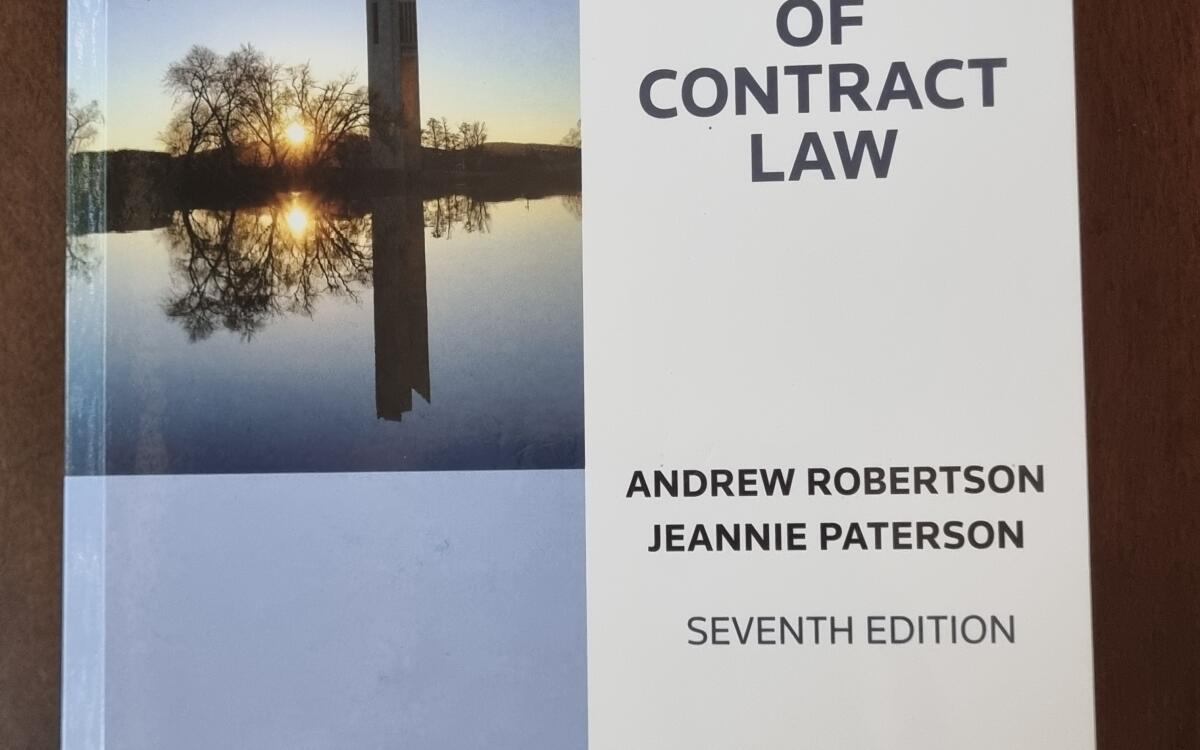 OF
CONTRACT
LAW
ANDREW ROBERTSON
JEANNIE PATERSON
SEVENTH EDITION